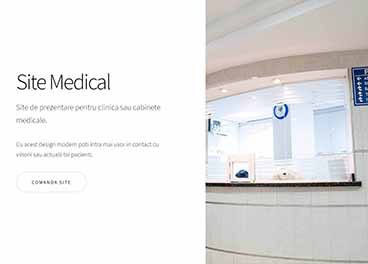 Site Medical
Site de prezentare pentru clinica sau cabinete
medicale.
Cu acest design modern poti intra mai usor in contact cu
viitorii sau actualii tai pacienti.
COMANDA SITE